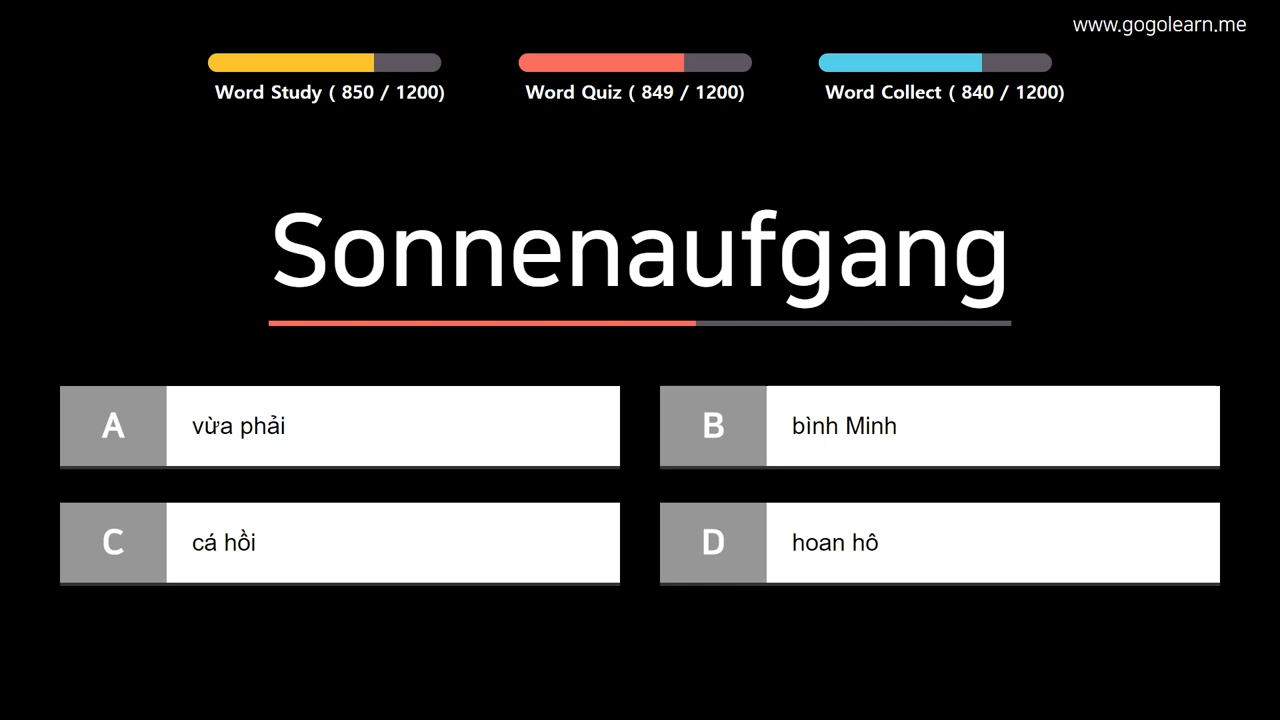 www.gogolearn.me
Word Study ( 850 / 1200)
Word Quiz ( 849 / 1200)
Word Collect ( 840 / 1200)
Sonnenaufgang
A
vừa phải
B
bình Minh
C
cá hồi
D
hoan hô